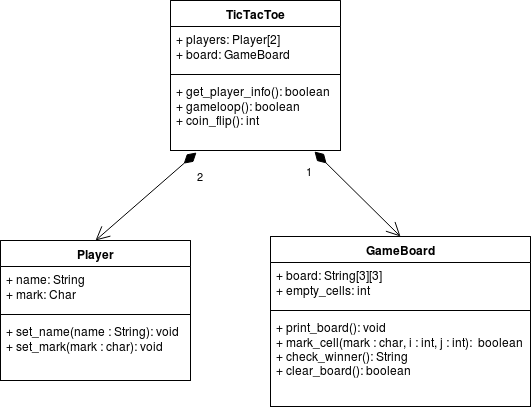 TicTacToe
+ players: Player[2]
+ board: GameBoard
+ get_player_info(): boolean
+ gameloop(): boolean
+ coin_flip(): int
2
1
Player
+ name: String
+ mark: Char
+ set_name(name : String): void
+ set_mark(mark : char): void
GameBoard
+ board: String[3][3]
+ empty_cells: int
+ print_board(): void
+ mark_cell(mark : char, i : int, j : int): boolean
+ check_winner(): String
+ clear_board(): boolean